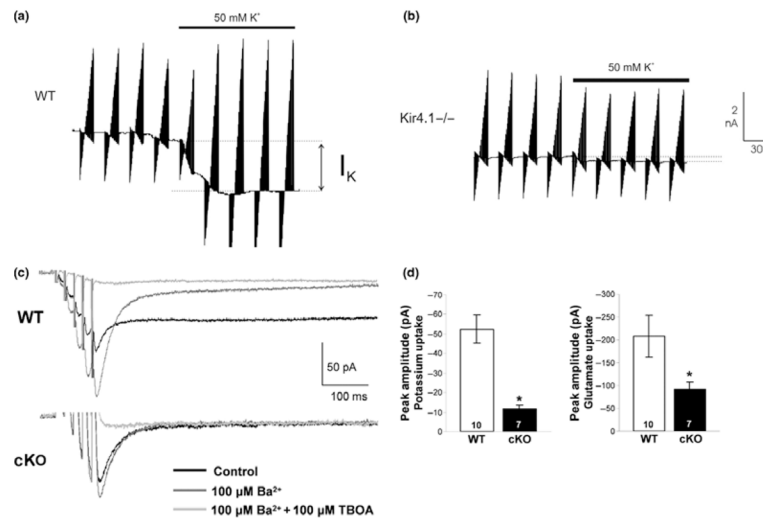 (a)
50 mM K⁺
WT
I_K
(b)
50 mM K⁺
Kir4.1–/–
2
nA
30
(c)
WT
50 pA
100 ms
cKO
Control
100 µM Ba²⁺
100 µM Ba²⁺ + 100 µM TBOA
(d)
Peak amplitude (pA)
Potassium uptake
–70
–60
–50
–40
–30
–20
–10
0
*
10
7
WT
cKO
Peak amplitude (pA)
Glutamate uptake
–300
–250
–200
–150
–100
–50
0
*
10
7
WT
cKO